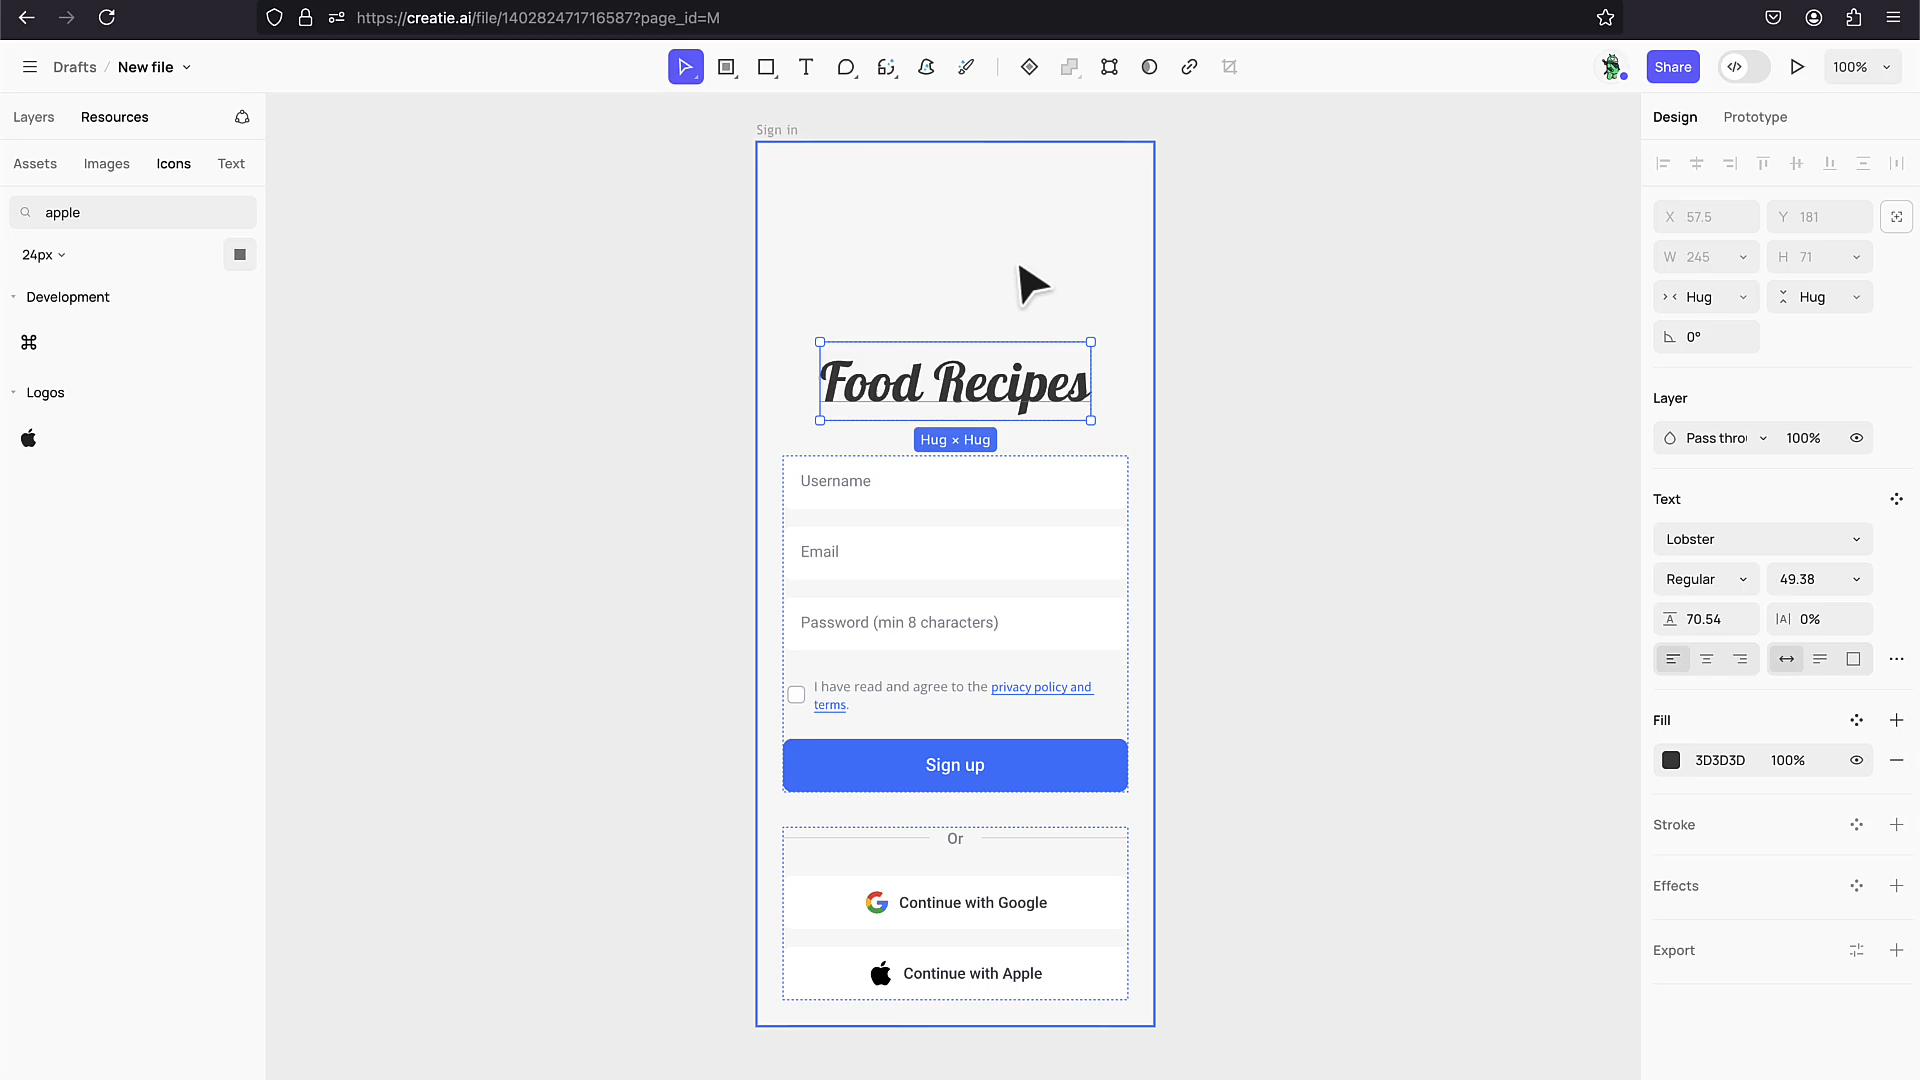 https://creatie.ai/file/140282471716587?page_id=M
Drafts / New file
Share
100%
Layers
Resources
Assets
Images
Icons
Text
apple
24px
Development
Logos
Sign in
Food Recipes
Hug × Hug
Username
Email
Password (min 8 characters)
I have read and agree to the privacy policy and
terms.
Sign up
Or
Continue with Google
Continue with Apple
Design
Prototype
X 57.5
Y 181
W 245
H 71
Hug
Hug
0°
Layer
Pass thro
100%
Text
Lobster
Regular
49.38
70.54
0%
Fill
3D3D3D 100%
Stroke
Effects
Export